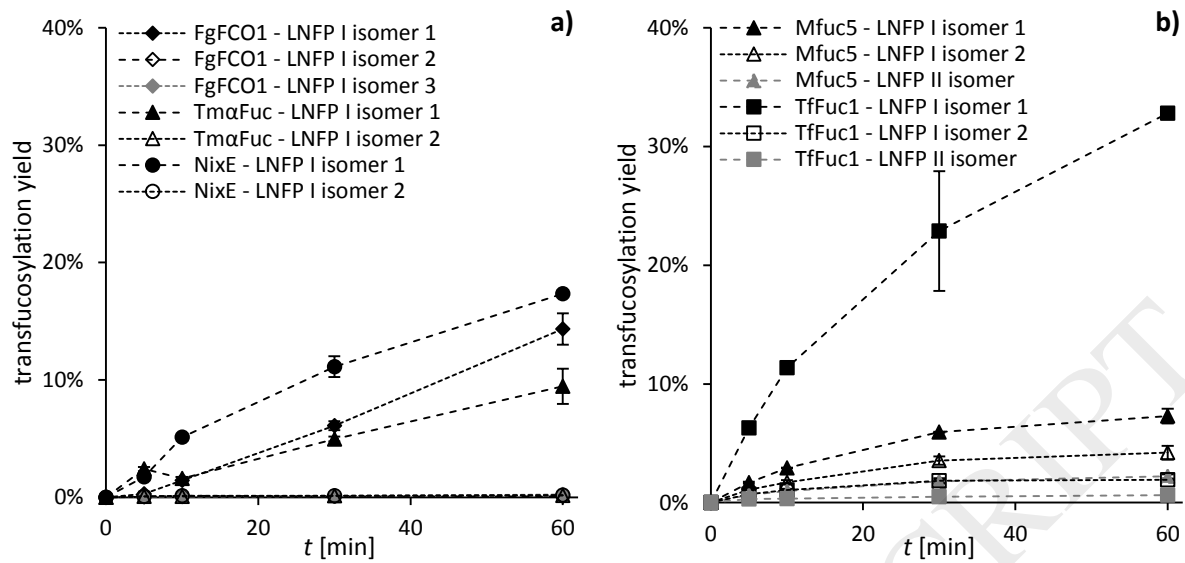 a)
transfucosylation yield
40%
30%
20%
10%
0%
FgFCO1 - LNFP I isomer 1
FgFCO1 - LNFP I isomer 2
FgFCO1 - LNFP I isomer 3
TmαFuc - LNFP I isomer 1
TmαFuc - LNFP I isomer 2
NixE - LNFP I isomer 1
NixE - LNFP I isomer 2
0 20 40 60
t [min]
b)
transfucosylation yield
40%
30%
20%
10%
0%
Mfuc5 - LNFP I isomer 1
Mfuc5 - LNFP I isomer 2
Mfuc5 - LNFP II isomer
TfFuc1 - LNFP I isomer 1
TfFuc1 - LNFP I isomer 2
TfFuc1 - LNFP II isomer
0 20 40 60
t [min]
CRIPT